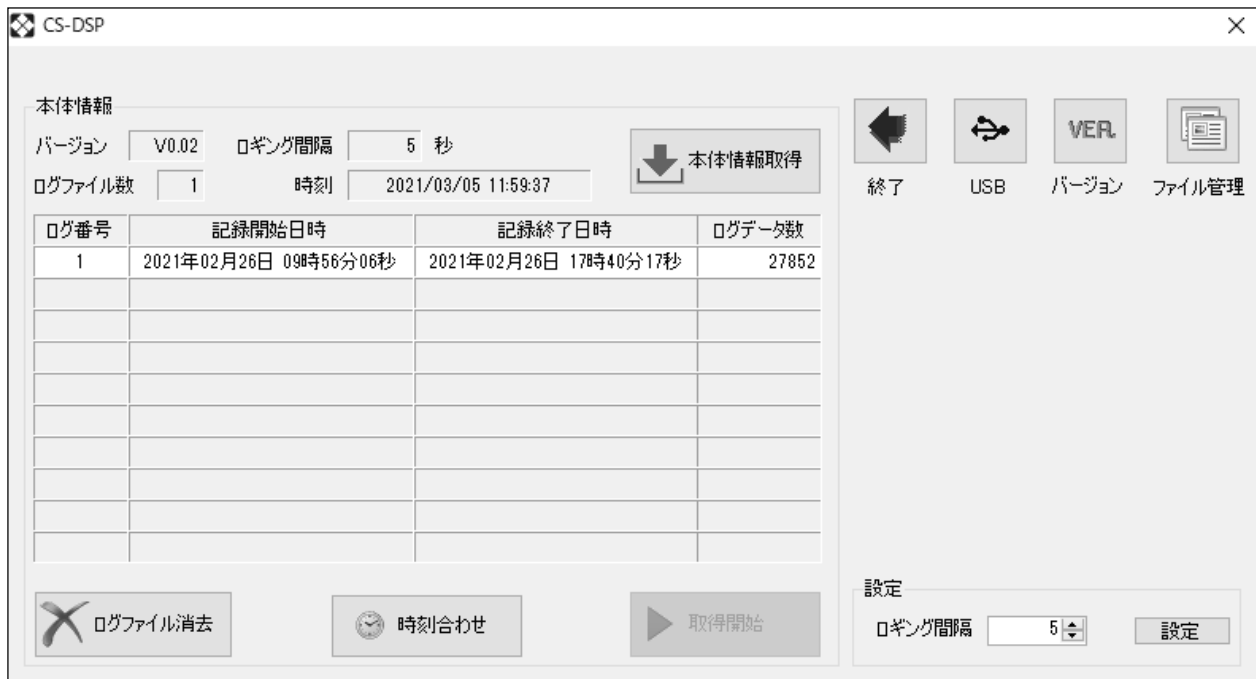 CS-DSP
本体情報
バージョン V0.02 ロギング間隔 5 秒
本体情報取得
ログファイル数 1 時刻 2021/03/05 11:59:37
VER.
終了 USB バージョン ファイル管理
ログ番号 記録開始日時 記録終了日時 ログデータ数
1 2021年02月26日 09時56分06秒 2021年02月26日 17時40分17秒 27852
ログファイル消去 時刻合わせ 取得開始
設定
ロギング間隔 5 設定